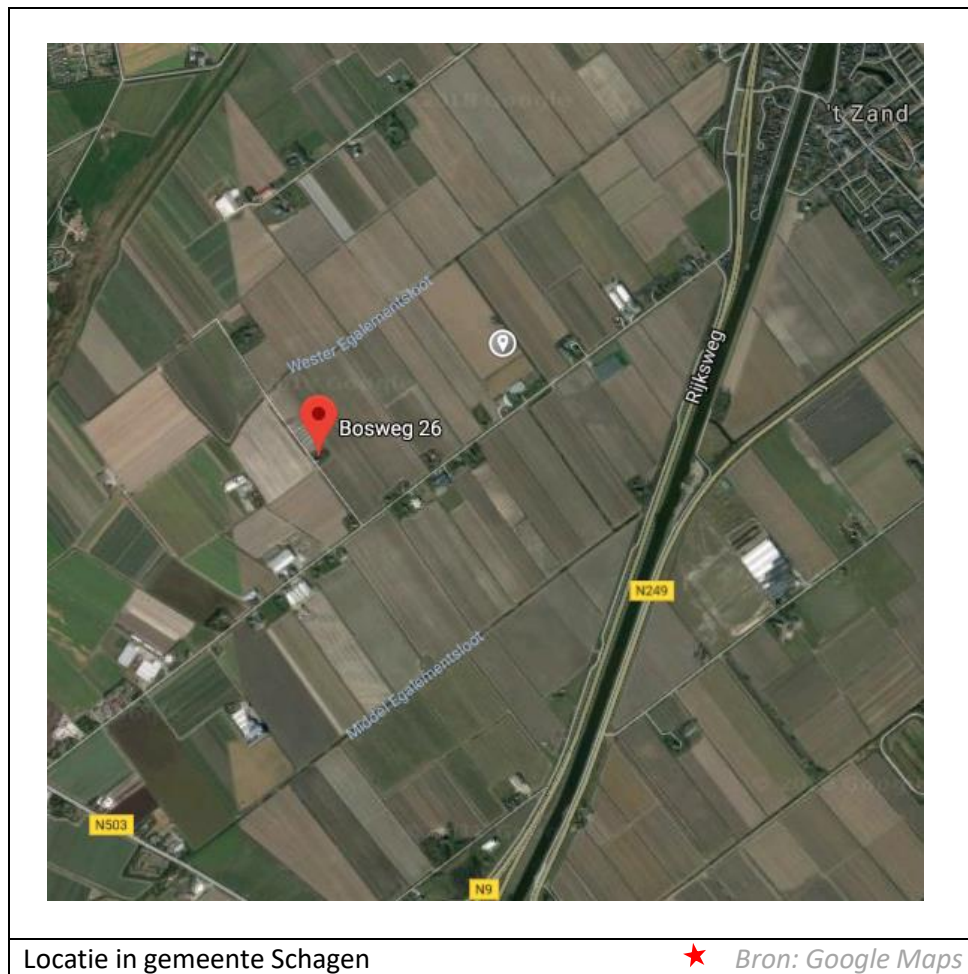 't Zand
Wester Egalementsloot
Rijksweg
Bosweg 26
N249
Middel Egalementsloot
N503
N9
Locatie in gemeente Schagen
Bron: Google Maps